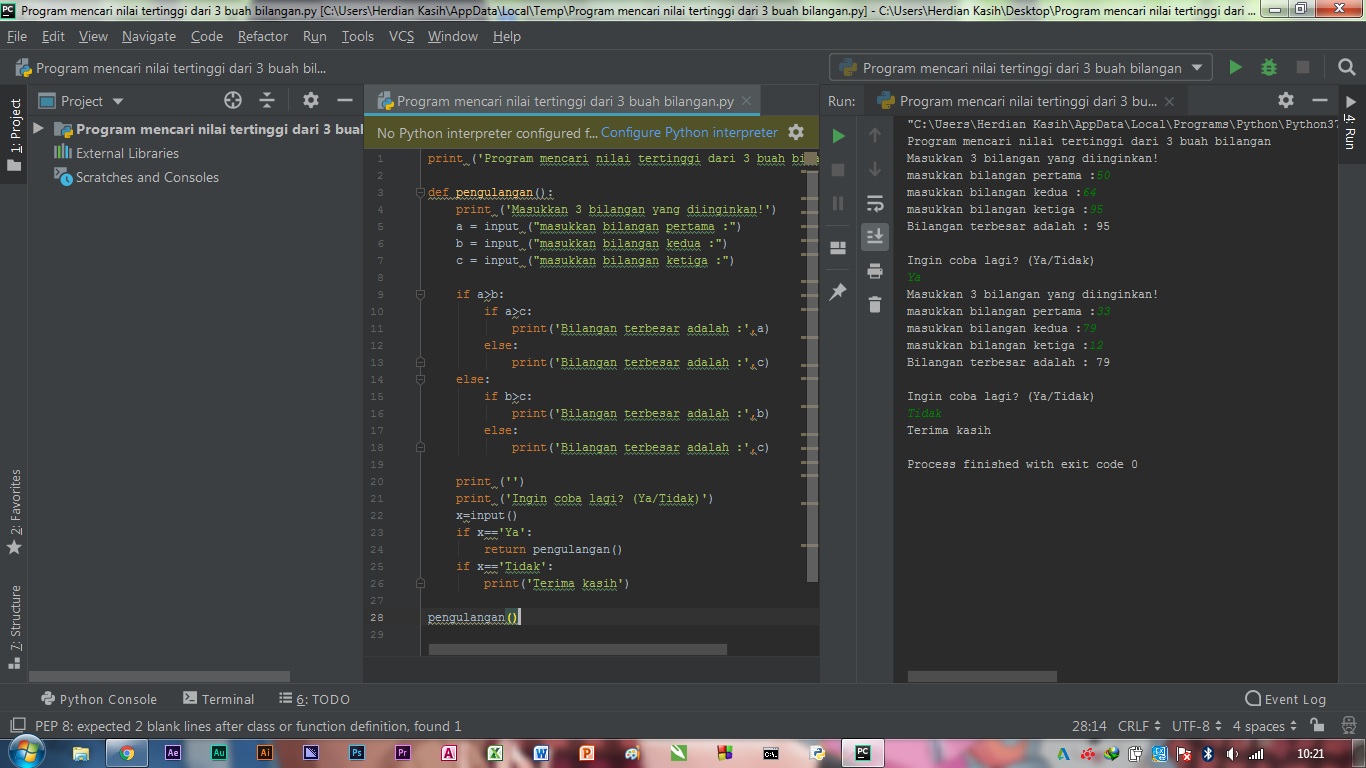 Program mencari nilai tertinggi dari 3 buah bilangan.py [C:\Users\Herdian Kasih\AppData\Local\Temp\Program mencari nilai tertinggi dari 3 buah bilangan.py] - C:\Users\Herdian Kasih\Desktop\Program mencari nilai tertinggi dari 3 buah bilangan.py ...
File Edit View Navigate Code Refactor Run Tools VCS Window Help
Program mencari nilai tertinggi dari 3 buah bil...
Program mencari nilai tertinggi dari 3 buah bilangan
1: Project
2: Favorites
7: Structure
Project
Program mencari nilai tertinggi dari 3 buah
External Libraries
Scratches and Consoles
Program mencari nilai tertinggi dari 3 buah bilangan.py
No Python interpreter configured f... Configure Python interpreter
1 print ('Program mencari nilai tertinggi dari 3 buah
2
3 def pengulangan():
4 print ('Masukkan 3 bilangan yang diinginkan!')
5 a = input ("masukkan bilangan pertama :")
6 b = input ("masukkan bilangan kedua :")
7 c = input ("masukkan bilangan ketiga :")
8
9 if a>b:
10 if a>c:
11 print('Bilangan terbesar adalah :',a)
12 else:
13 print('Bilangan terbesar adalah :',c)
14 else:
15 if b>c:
16 print('Bilangan terbesar adalah :',b)
17 else:
18 print('Bilangan terbesar adalah :',c)
19
20 print ('')
21 print ('Ingin coba lagi? (Ya/Tidak)')
22 x=input()
23 if x=='Ya':
24 return pengulangan()
25 if x=='Tidak':
26 print('Terima kasih')
27
28 pengulangan()
29
Run: Program mencari nilai tertinggi dari 3 bu...
"C:\Users\Herdian Kasih\AppData\Local\Programs\Python\Python37
Program mencari nilai tertinggi dari 3 buah bilangan
Masukkan 3 bilangan yang diinginkan!
masukkan bilangan pertama :50
masukkan bilangan kedua :64
masukkan bilangan ketiga :95
Bilangan terbesar adalah : 95
Ingin coba lagi? (Ya/Tidak)
Ya
Masukkan 3 bilangan yang diinginkan!
masukkan bilangan pertama :33
masukkan bilangan kedua :79
masukkan bilangan ketiga :12
Bilangan terbesar adalah : 79
Ingin coba lagi? (Ya/Tidak)
Tidak
Terima kasih
Process finished with exit code 0
4: Run
Python Console Terminal 6: TODO Event Log
PEP 8: expected 2 blank lines after class or function definition, found 1 28:14 CRLF UTF-8 4 spaces
Ae Au Ai Ps Pr A X W P PC 10:21